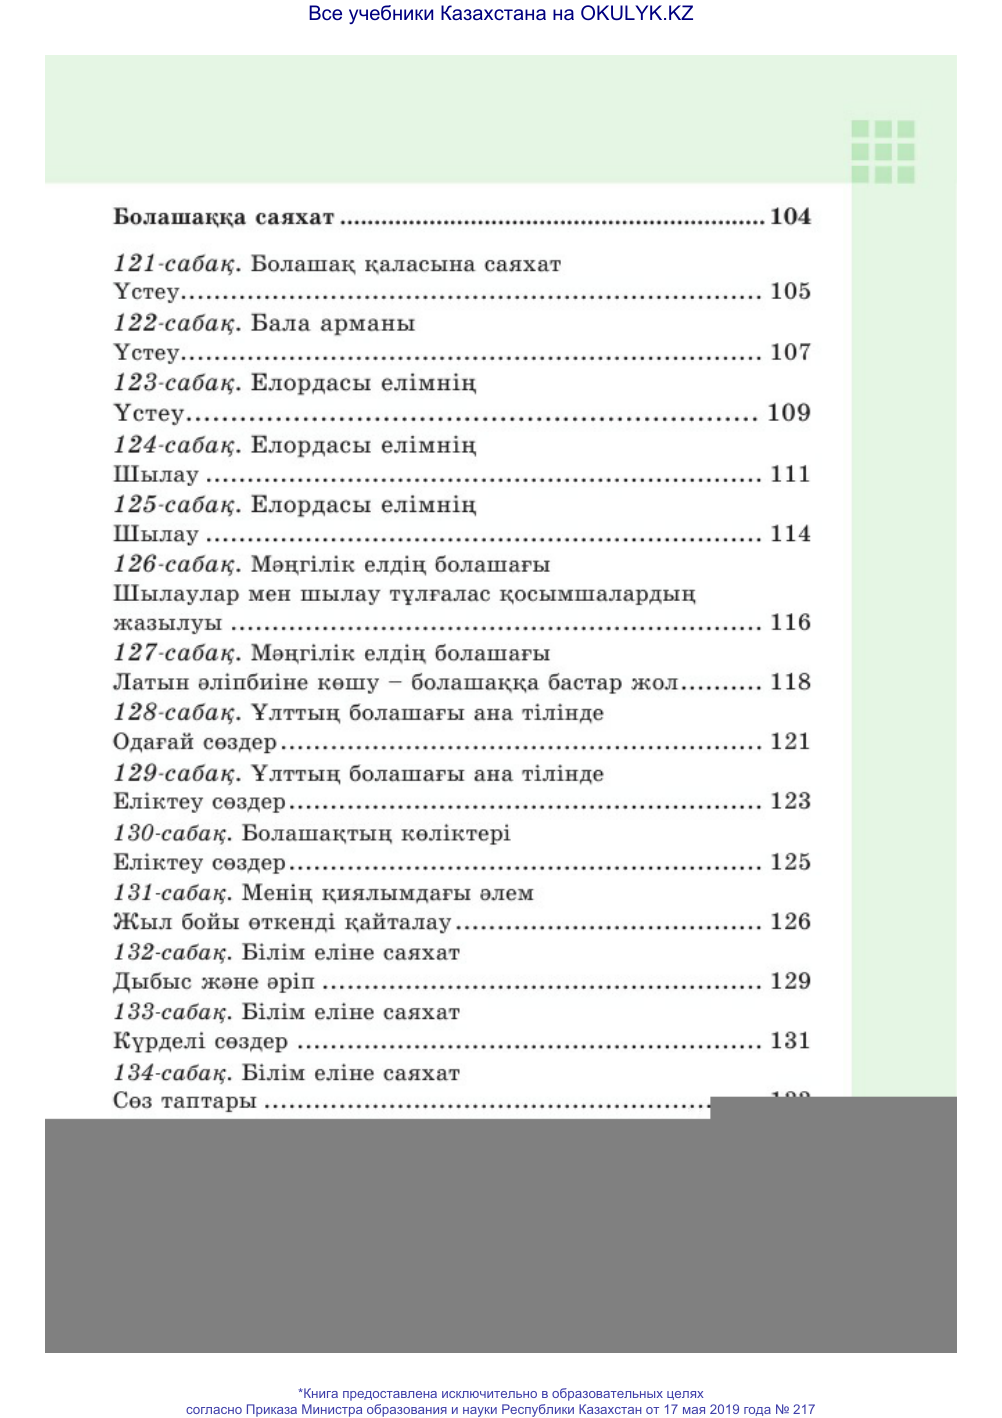 Все учебники Казахстана на OKULYK.KZ
Болашаққа саяхат ............................................................. 104
121-сабақ. Болашақ қаласына саяхат
Үстеу..................................................................... 105
122-сабақ. Бала арманы
Үстеу..................................................................... 107
123-сабақ. Елордасы елімнің
Үстеу..................................................................... 109
124-сабақ. Елордасы елімнің
Шылау .................................................................. 111
125-сабақ. Елордасы елімнің
Шылау .................................................................. 114
126-сабақ. Мәңгілік елдің болашағы
Шылаулар мен шылау тұлғалас қосымшалардың
жазылуы ............................................................... 116
127-сабақ. Мәңгілік елдің болашағы
Латын әліпбиіне көшу – болашаққа бастар жол.......... 118
128-сабақ. Ұлттың болашағы ана тілінде
Одағай сөздер......................................................... 121
129-сабақ. Ұлттың болашағы ана тілінде
Еліктеу сөздер........................................................ 123
130-сабақ. Болашақтың көліктері
Еліктеу сөздер........................................................ 125
131-сабақ. Менің қиялымдағы әлем
Жыл бойы өткенді қайталау..................................... 126
132-сабақ. Білім еліне саяхат
Дыбыс және әріп .................................................... 129
133-сабақ. Білім еліне саяхат
Күрделі сөздер ....................................................... 131
134-сабақ. Білім еліне саяхат
Сөз таптары .....................................................
*Книга предоставлена исключительно в образовательных целях
согласно Приказа Министра образования и науки Республики Казахстан от 17 мая 2019 года № 217